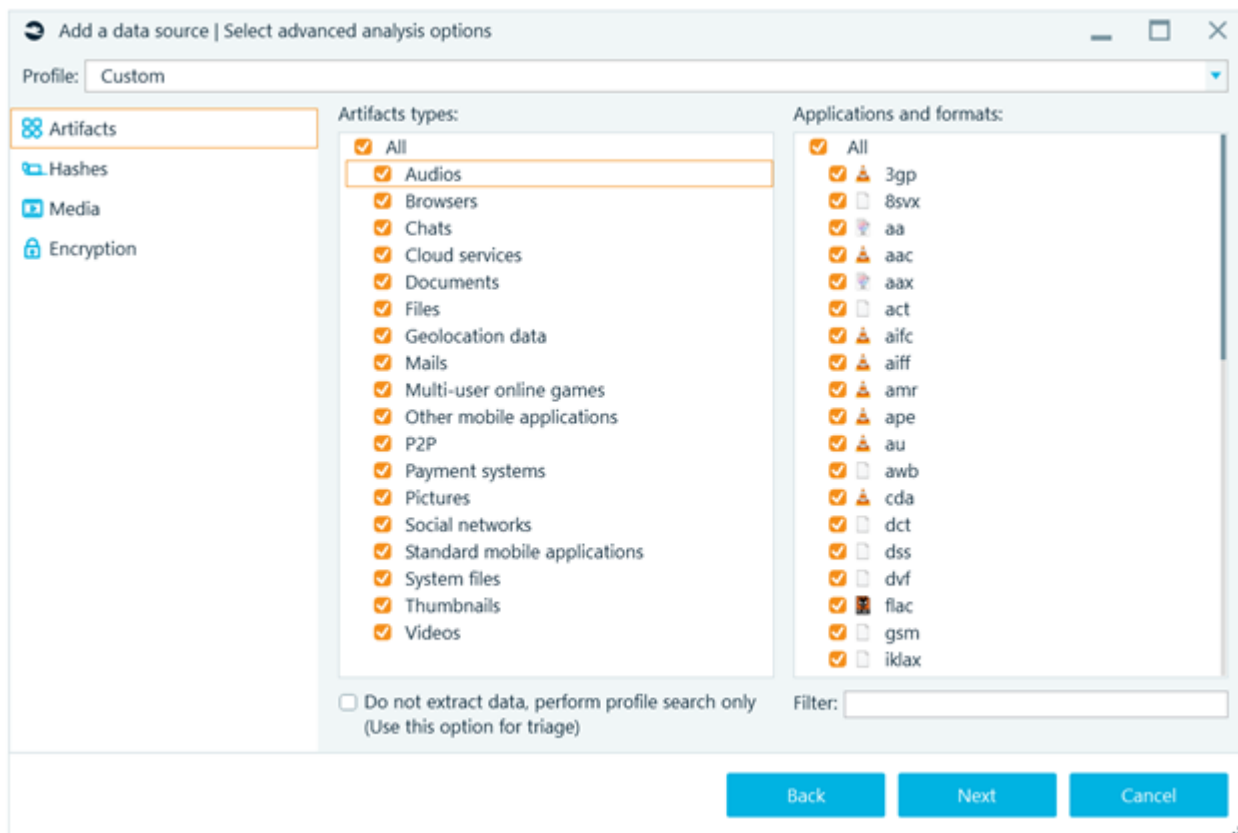 Add a data source | Select advanced analysis options
Profile: Custom
Artifacts
Hashes
Media
Encryption
Artifacts types:
All
Audios
Browsers
Chats
Cloud services
Documents
Files
Geolocation data
Mails
Multi-user online games
Other mobile applications
P2P
Payment systems
Pictures
Social networks
Standard mobile applications
System files
Thumbnails
Videos
Do not extract data, perform profile search only
(Use this option for triage)
Applications and formats:
All
3gp
8svx
aa
aac
aax
act
aifc
aiff
amr
ape
au
awb
cda
dct
dss
dvf
flac
gsm
iklax
Filter:
Back
Next
Cancel